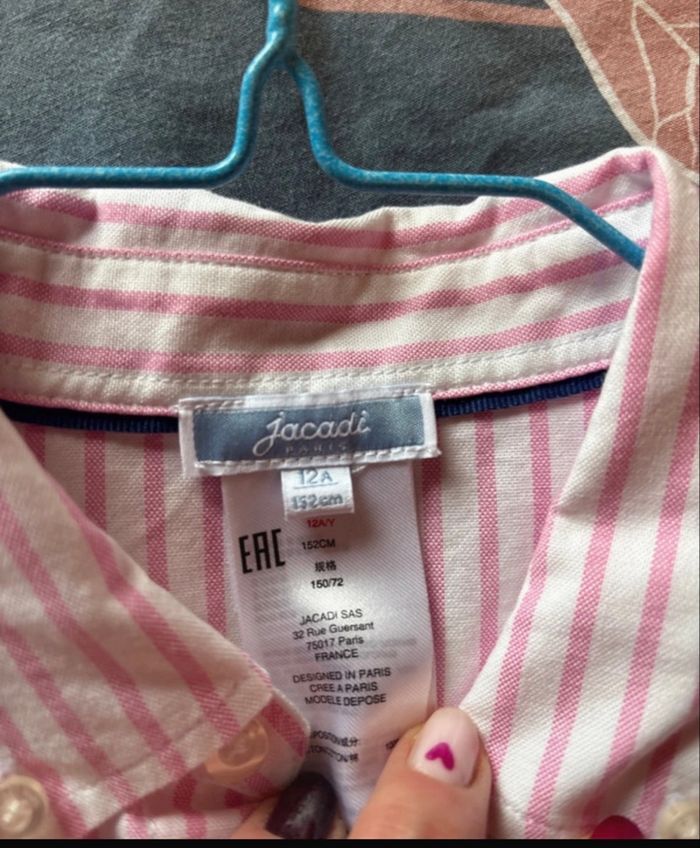 jacadi
PARIS
12A
152cm
12A/Y
EAC
152CM
规格
150/72
JACADI SAS
32 Rue Guersant
75017 Paris
FRANCE
DESIGNED IN PARIS
CREE A PARIS
MODELE DEPOSE